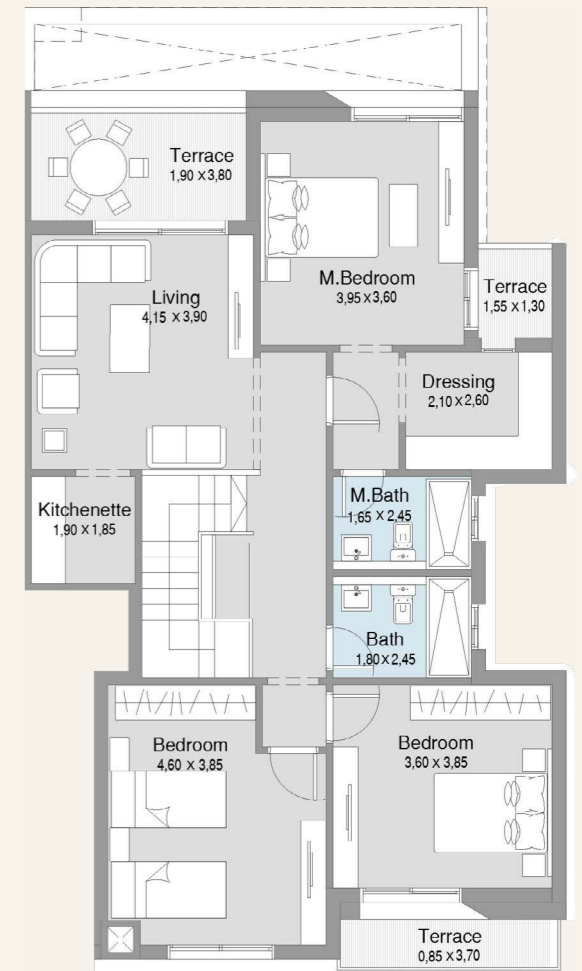 Terrace
1,90 x 3,80
M.Bedroom
3,95 x 3,60
Terrace
1,55 x 1,30
Living
4,15 x 3,90
Dressing
2,10 x 2,60
Kitchenette
1,90 x 1,85
M.Bath
1,65 x 2,45
Bath
1,80 x 2,45
Bedroom
4,60 x 3,85
Bedroom
3,60 x 3,85
Terrace
0,85 x 3,70